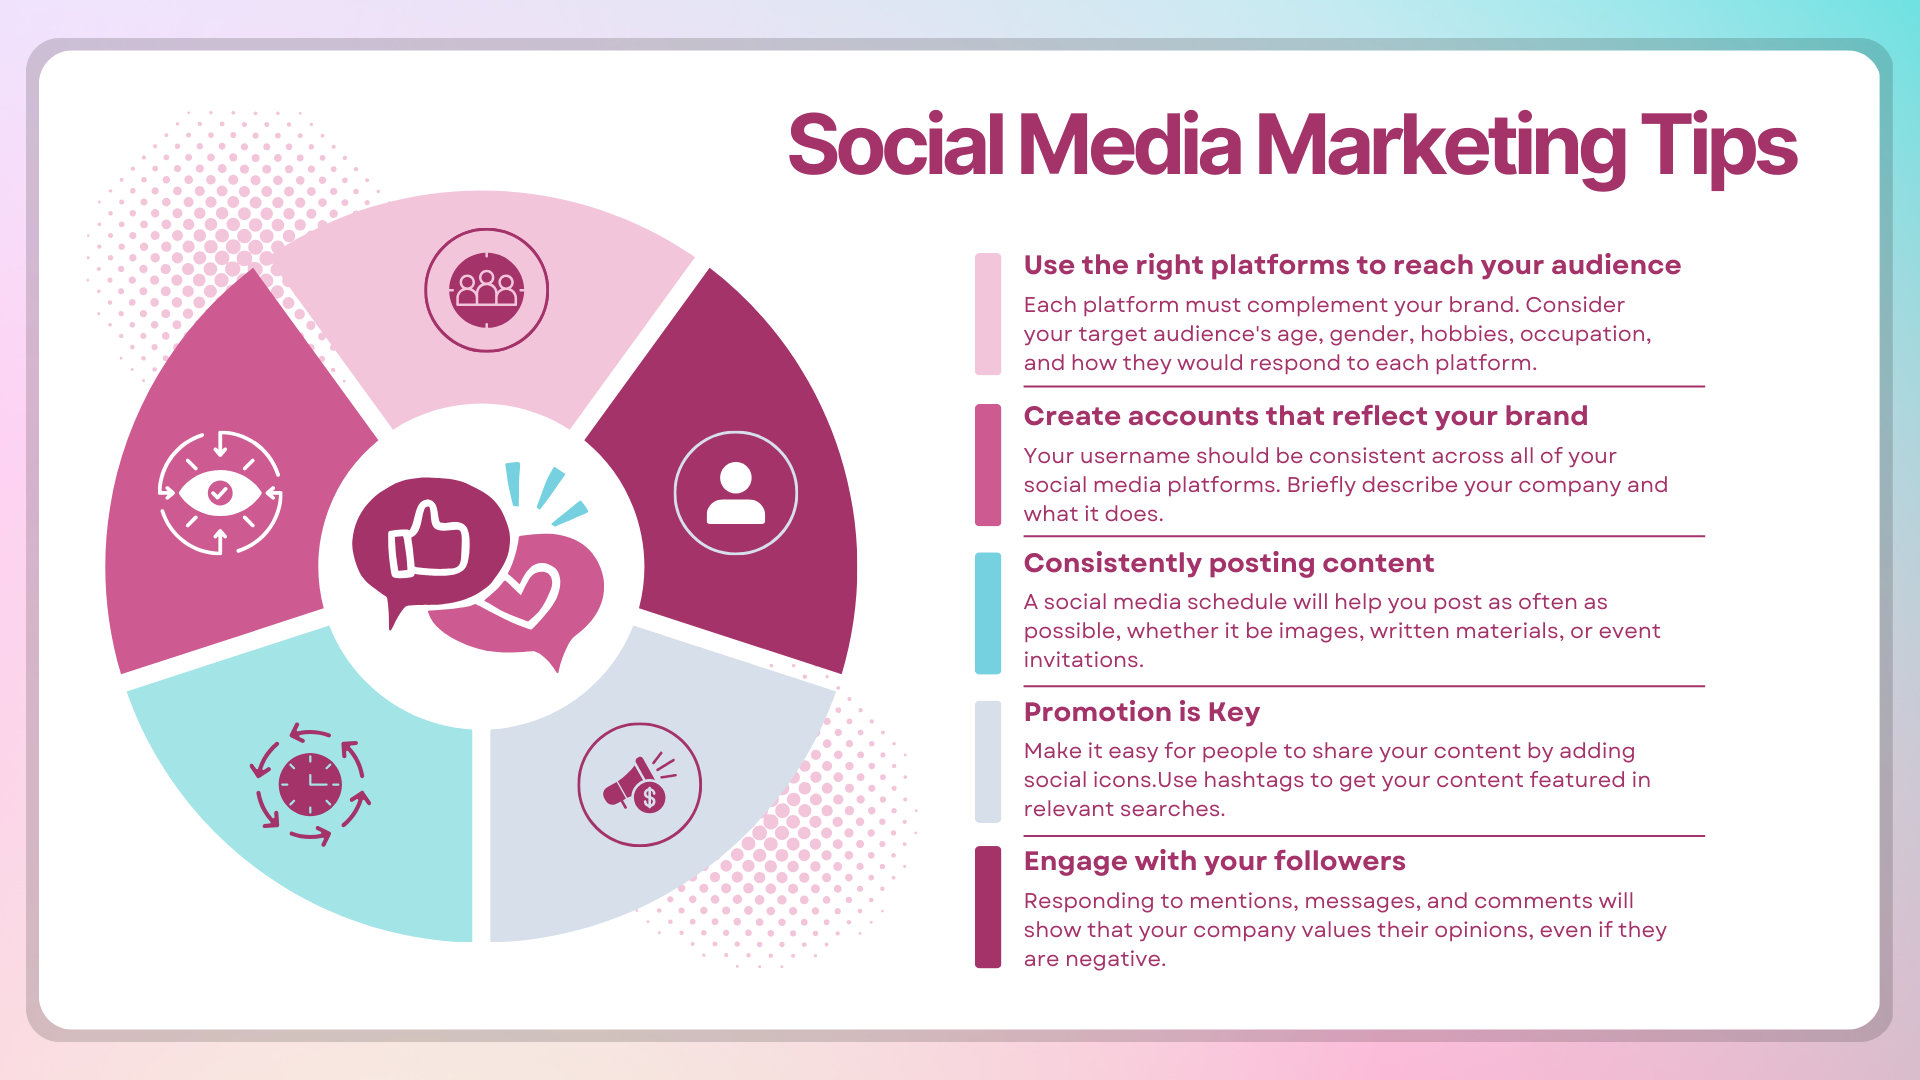 Social Media Marketing Tips
Use the right platforms to reach your audience
Each platform must complement your brand. Consider
your target audience's age, gender, hobbies, occupation,
and how they would respond to each platform.
Create accounts that reflect your brand
Your username should be consistent across all of your
social media platforms. Briefly describe your company and
what it does.
Consistently posting content
A social media schedule will help you post as often as
possible, whether it be images, written materials, or event
invitations.
Promotion is Key
Make it easy for people to share your content by adding
social icons.Use hashtags to get your content featured in
relevant searches.
Engage with your followers
Responding to mentions, messages, and comments will
show that your company values their opinions, even if they
are negative.
$